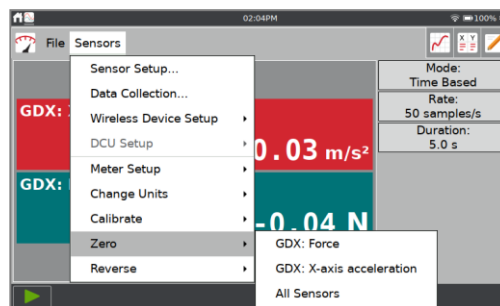 02:04PM
100%
File Sensors
X Y
Sensor Setup...
Data Collection...
Wireless Device Setup
DCU Setup
Meter Setup
Change Units
Calibrate
Zero
Reverse
GDX: Force
GDX: X-axis acceleration
All Sensors
GDX:
0.03 m/s²
GDX:
-0.04 N
Mode:
Time Based
Rate:
50 samples/s
Duration:
5.0 s